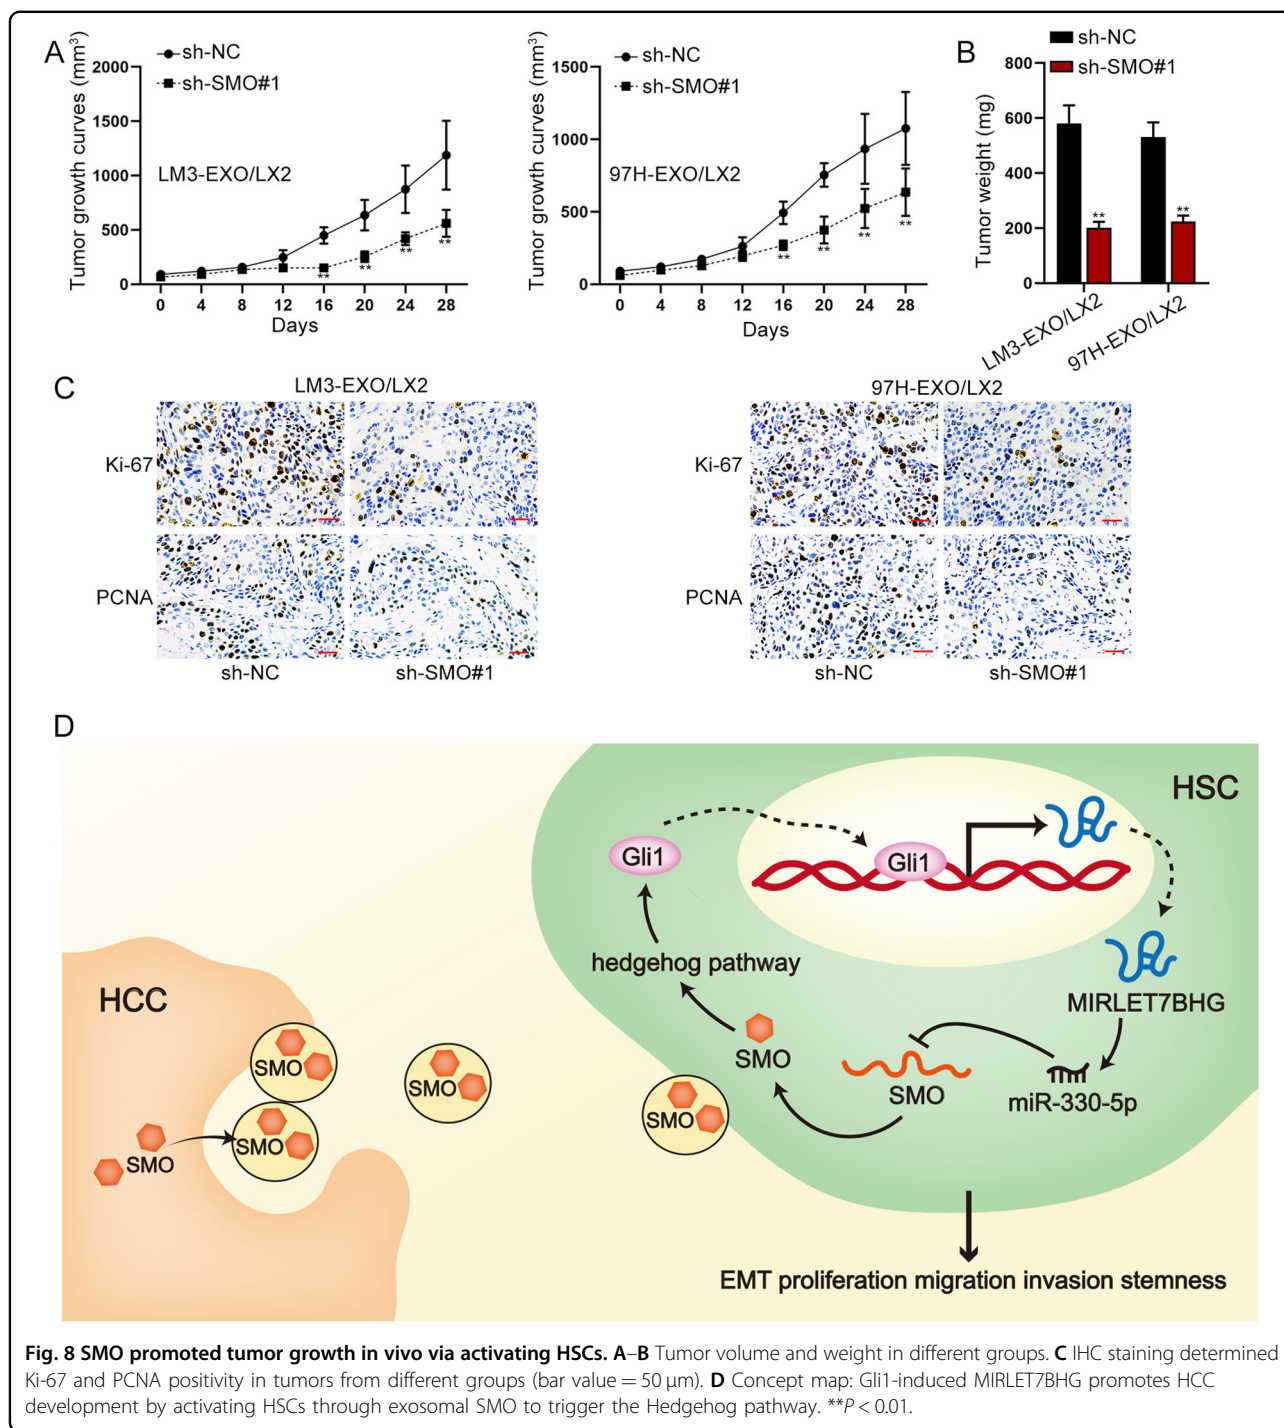 A
Tumor growth curves (mm³)
sh-NC
sh-SMO#1
2000
1500
1000
500
0
LM3-EXO/LX2
**
**
**
**
0 4 8 12 16 20 24 28
Days
Tumor growth curves (mm³)
sh-NC
sh-SMO#1
1500
1000
500
0
97H-EXO/LX2
**
**
**
**
0 4 8 12 16 20 24 28
Days
B
sh-NC
sh-SMO#1
Tumor weight (mg)
800
600
400
200
0
**
**
LM3-EXO/LX2
97H-EXO/LX2
C
LM3-EXO/LX2
Ki-67
PCNA
sh-NC sh-SMO#1
97H-EXO/LX2
Ki-67
PCNA
sh-NC sh-SMO#1
D
HSC
Gli1
Gli1
hedgehog pathway
MIRLET7BHG
HCC
SMO
SMO
SMO
SMO
SMO
SMO
SMO
miR-330-5p
EMT proliferation migration invasion stemness
Fig. 8 SMO promoted tumor growth in vivo via activating HSCs. A–B Tumor volume and weight in different groups. C IHC staining determined
Ki-67 and PCNA positivity in tumors from different groups (bar value = 50 μm). D Concept map: Gli1-induced MIRLET7BHG promotes HCC
development by activating HSCs through exosomal SMO to trigger the Hedgehog pathway. **P < 0.01.